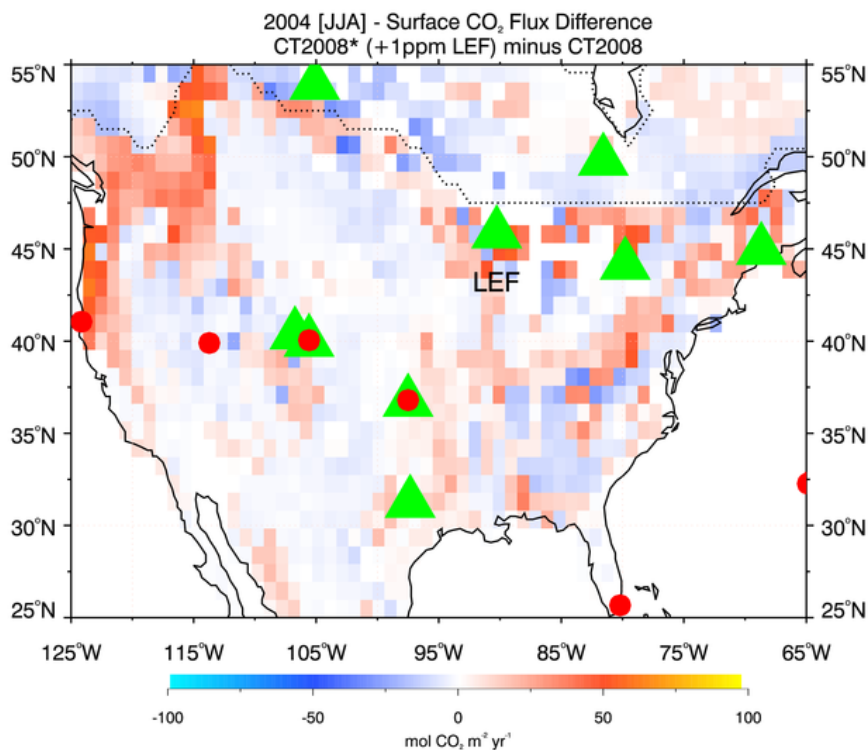 2004 [JJA] - Surface CO₂ Flux Difference
CT2008* (+1ppm LEF) minus CT2008
55°N 55°N
50°N 50°N
45°N 45°N
LEF
40°N 40°N
35°N 35°N
30°N 30°N
25°N 25°N
125°W 115°W 105°W 95°W 85°W 75°W 65°W
-100 -50 0 50 100
mol CO₂ m⁻² yr⁻¹